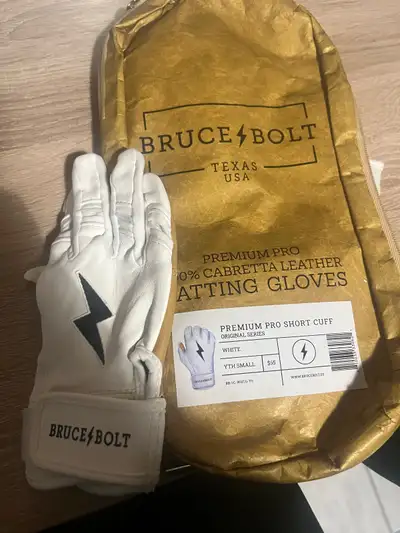 BRUCE BOLT
TEXAS
USA
PREMIUM PRO
CABRETTA LEATHER
ATTING GLOVES
PREMIUM PRO SHORT CUFF
ORIGINAL SERIES
WHITE
YTH SMALL
BRUCE BOLT